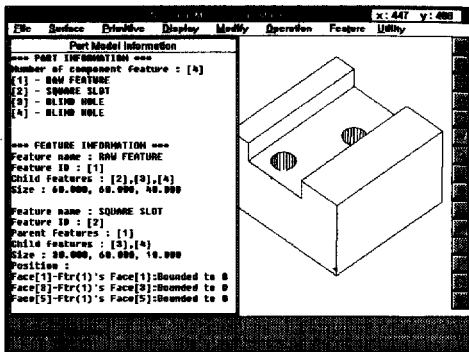 x: 447 y: 408
File Surface Primitive Display Modify Operation Feature Utility
Part Model Information
=== PART INFORMATION ===
Number of component feature : [4]
[1] - RAW FEATURE
[2] - SQUARE SLOT
[3] - BLIND HOLE
[4] - BLIND HOLE
=== FEATURE INFORMATION ===
Feature name : RAW FEATURE
Feature ID : [1]
Child features : [2],[3],[4]
Size : 60.000, 60.000, 40.000
Feature name : SQUARE SLOT
Feature ID : [2]
Parent Features : [1]
Child features : [3],[4]
Size : 30.000, 60.000, 10.000
Position :
Face[1]-Ftr(1)'s Face[1]:Bounded to
Face[3]-Ftr(1)'s Face[3]:Bounded to
Face[5]-Ftr(1)'s Face[5]:Bounded to